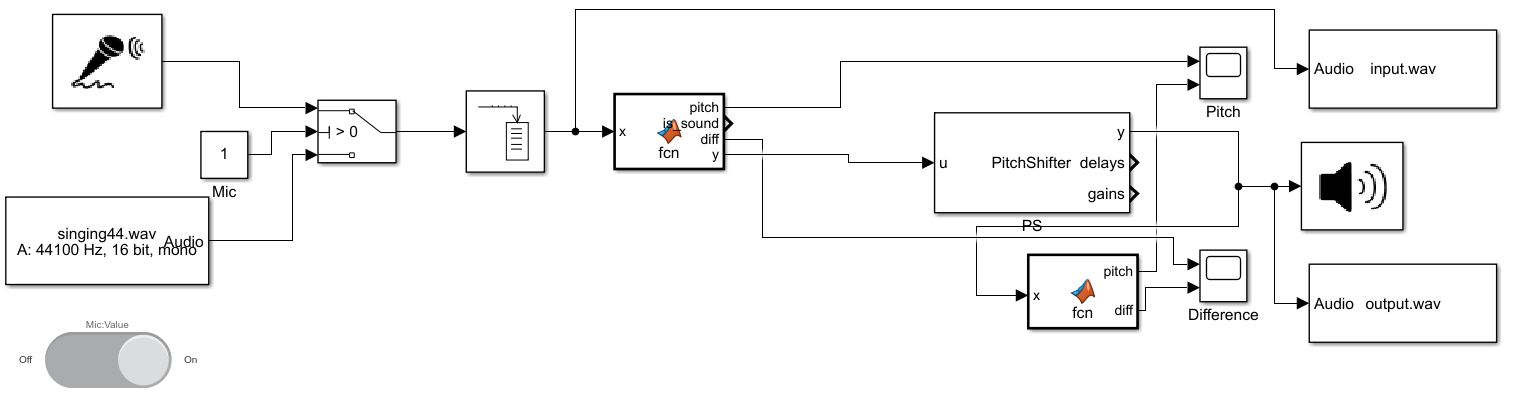 1
Mic
> 0
singing44.wav
A: 44100 Hz, 16 bit, mono
Audio
Mic:Value
Off
On
x
fcn
pitch
is_sound
diff
y
u
PitchShifter
y
delays
gains
PS
x
fcn
pitch
diff
Pitch
Difference
Audio input.wav
Audio output.wav